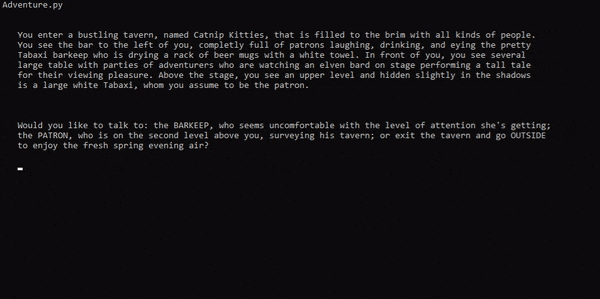 Adventure.py
You enter a bustling tavern, named Catnip Kitties, that is filled to the brim with all kinds of people.
You see the bar to the left of you, completly full of patrons laughing, drinking, and eying the pretty
Tabaxi barkeep who is drying a rack of beer mugs with a white towel. In front of you, you see several
large table with parties of adventurers who are watching an elven bard on stage performing a tall tale
for their viewing pleasure. Above the stage, you see an upper level and hidden slightly in the shadows
is a large white Tabaxi, whom you assume to be the patron.
Would you like to talk to: the BARKEEP, who seems uncomfortable with the level of attention she's getting;
the PATRON, who is on the second level above you, surveying his tavern; or exit the tavern and go OUTSIDE
to enjoy the fresh spring evening air?